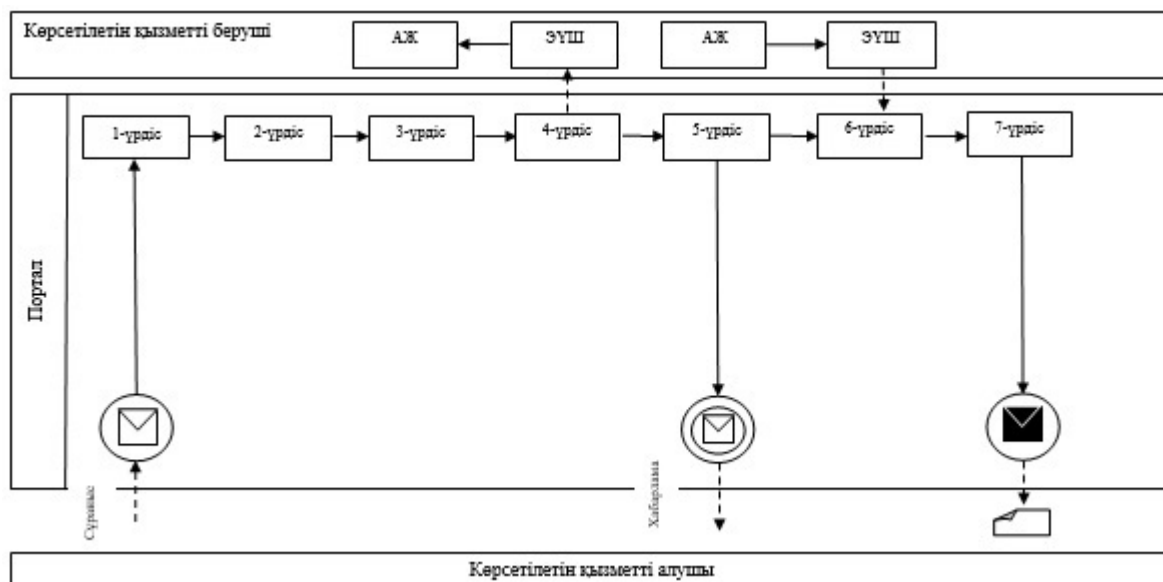 Көрсетілетін қызметті беруші
АЖ
ЭҮШ
АЖ
ЭҮШ
1-үрдіс
2-үрдіс
3-үрдіс
4-үрдіс
5-үрдіс
6-үрдіс
7-үрдіс
Портал
Сұраныс
Хабарлама
Көрсетілетін қызметті алушы